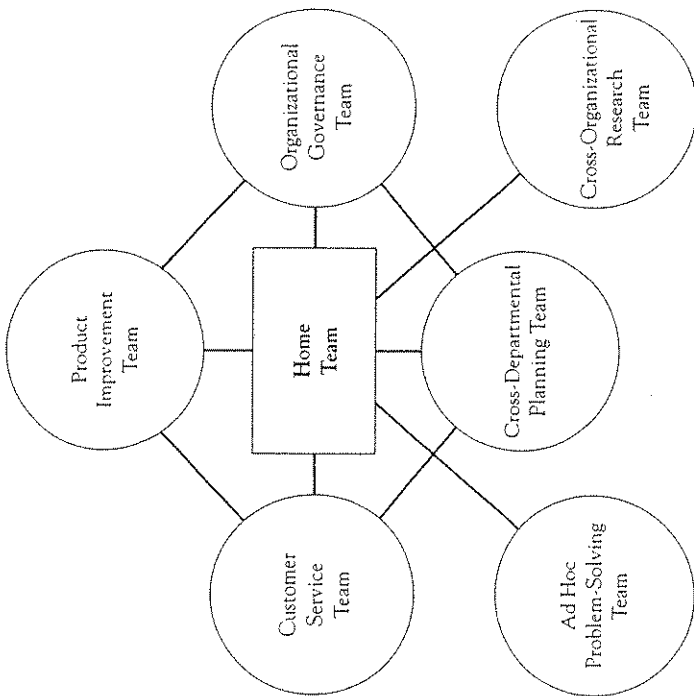 Product
Improvement
Team
Customer
Service
Team
Home
Team
Organizational
Governance
Team
Ad Hoc
Problem-Solving
Team
Cross-Departmental
Planning Team
Cross-Organizational
Research
Team